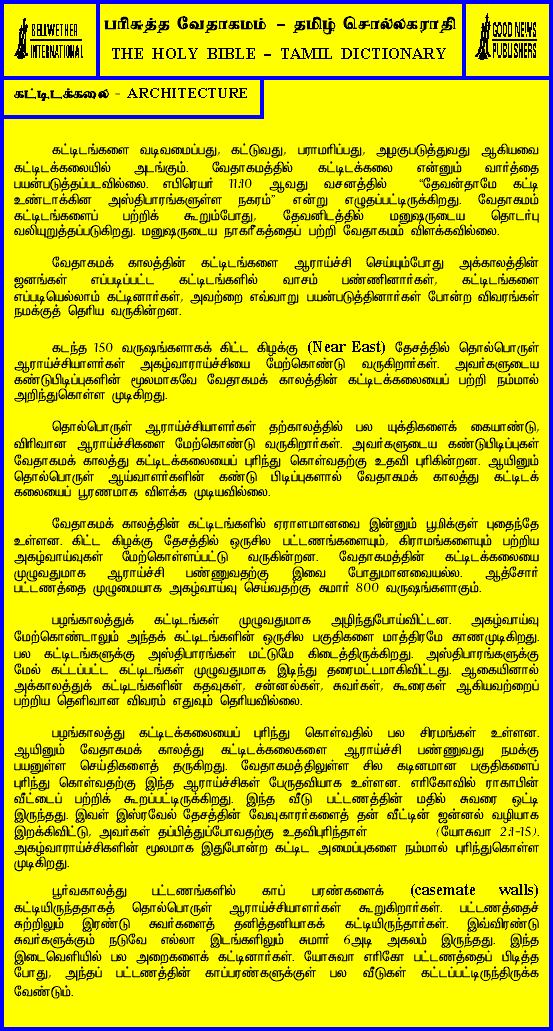 BELLWETHER
INTERNATIONAL
பரிசுத்த வேதாகமம் – தமிழ் சொல்லகராதி
THE HOLY BIBLE – TAMIL DICTIONARY
GOOD NEWS
PUBLISHERS
கட்டிடக்கலை - ARCHITECTURE
கட்டிடங்களை வடிவமைப்பது, கட்டுவது, பராமரிப்பது, அழகுபடுத்துவது ஆகியவை
கட்டிடக்கலையில் அடங்கும். வேதாகமத்தில் கட்டிடக்கலை என்னும் வார்த்தை
பயன்படுத்தப்படவில்லை. எபிரெயர் 11:10 ஆவது வசனத்தில் “தேவன்தாமே கட்டி
உண்டாக்கின அஸ்திபாரங்களுள்ள நகரம்” என்று எழுதப்பட்டிருக்கிறது. வேதாகமம்
கட்டிடங்களைப் பற்றிக் கூறும்போது, தேவனிடத்தில் மனுஷருடைய தொடர்பு
வலியுறுத்தப்படுகிறது. மனுஷருடைய நாகரீகத்தைப் பற்றி வேதாகமம் விளக்கவில்லை.
வேதாகமக் காலத்தின் கட்டிடங்களை ஆராய்ச்சி செய்யும்போது அக்காலத்தின்
ஜனங்கள் எப்படிப்பட்ட கட்டிடங்களில் வாசம் பண்ணினார்கள், கட்டிடங்களை
எப்படியெல்லாம் கட்டினார்கள், அவற்றை எவ்வாறு பயன்படுத்தினார்கள் போன்ற விவரங்கள்
நமக்குத் தெரிய வருகின்றன.
கடந்த 150 வருஷங்களாகக் கிட்ட கிழக்கு (Near East) தேசத்தில் தொல்பொருள்
ஆராய்ச்சியாளர்கள் அகழ்வாராய்ச்சியை மேற்கொண்டு வருகிறார்கள். அவர்களுடைய
கண்டுபிடிப்புகளின் மூலமாகவே வேதாகமக் காலத்தின் கட்டிடக்கலையைப் பற்றி நம்மால்
அறிந்துகொள்ள முடிகிறது.
தொல்பொருள் ஆராய்ச்சியாளர்கள் தற்காலத்தில் பல யுக்திகளைக் கையாண்டு,
விரிவான ஆராய்ச்சிகளை மேற்கொண்டு வருகிறார்கள். அவர்களுடைய கண்டுபிடிப்புகள்
வேதாகமக் காலத்து கட்டிடக்கலையைப் புரிந்து கொள்வதற்கு உதவி புரிகின்றன. ஆயினும்
தொல்பொருள் ஆய்வாளர்களின் கண்டு பிடிப்புகளால் வேதாகமக் காலத்து கட்டிடக்
கலையைப் பூரணமாக விளக்க முடியவில்லை.
வேதாகமக் காலத்தின் கட்டிடங்களில் ஏராளமானவை இன்னும் பூமிக்குள் புதைந்தே
உள்ளன. கிட்ட கிழக்கு தேசத்தில் ஒருசில பட்டணங்களையும், கிராமங்களையும் பற்றிய
அகழ்வாய்வுகள் மேற்கொள்ளப்பட்டு வருகின்றன. வேதாகமத்தின் கட்டிடக்கலையை
முழுவதுமாக ஆராய்ச்சி பண்ணுவதற்கு இவை போதுமானவையல்ல. ஆத்சோர்
பட்டணத்தை முழுமையாக அகழ்வாய்வு செய்வதற்கு சுமார் 800 வருஷங்களாகும்.
பழங்காலத்துக் கட்டிடங்கள் முழுவதுமாக அழிந்துபோய்விட்டன. அகழ்வாய்வு
மேற்கொண்டாலும் அந்தக் கட்டிடங்களின் ஒருசில பகுதிகளை மாத்திரமே காணமுடிகிறது.
பல கட்டிடங்களுக்கு அஸ்திபாரங்கள் மட்டுமே கிடைத்திருக்கிறது. அஸ்திபாரங்களுக்கு
மேல் கட்டப்பட்ட கட்டிடங்கள் முழுவதுமாக இடிந்து தரைமட்டமாகிவிட்டது. ஆகையினால்
அக்காலத்துக் கட்டிடங்களின் கதவுகள், சன்னல்கள், சுவர்கள், கூரைகள் ஆகியவற்றைப்
பற்றிய தெளிவான விவரம் எதுவும் தெரியவில்லை.
பழங்காலத்து கட்டிடக்கலையைப் புரிந்து கொள்வதில் பல சிரமங்கள் உள்ளன.
ஆயினும் வேதாகமக் காலத்து கட்டிடக்கலைகளை ஆராய்ச்சி பண்ணுவது நமக்கு
பயனுள்ள செய்திகளைத் தருகிறது. வேதாகமத்திலுள்ள சில கடினமான பகுதிகளைப்
புரிந்து கொள்வதற்கு இந்த ஆராய்ச்சிகள் பேருதவியாக உள்ளன. எரிகோவில் ராகாபின்
வீட்டைப் பற்றிக் கூறப்பட்டிருக்கிறது. இந்த வீடு பட்டணத்தின் மதில் சுவரை ஒட்டி
இருந்தது. இவள் இஸ்ரவேல் தேசத்தின் வேவுகாரர்களைத் தன் வீட்டின் ஜன்னல் வழியாக
இறக்கிவிட்டு, அவர்கள் தப்பித்துப்போவதற்கு உதவிபுரிந்தாள் (யோசுவா 2:1-15).
அகழ்வாராய்ச்சிகளின் மூலமாக இதுபோன்ற கட்டிட அமைப்புகளை நம்மால் புரிந்துகொள்ள
முடிகிறது.
பூர்வகாலத்து பட்டணங்களில் காப் பரண்களைக் (casemate walls)
கட்டியிருந்ததாகத் தொல்பொருள் ஆராய்ச்சியாளர்கள் கூறுகிறார்கள். பட்டணத்தைச்
சுற்றிலும் இரண்டு சுவர்களைத் தனித்தனியாகக் கட்டியிருந்தார்கள். இவ்விரண்டு
சுவர்களுக்கும் நடுவே எல்லா இடங்களிலும் சுமார் 6அடி அகலம் இருந்தது. இந்த
இடைவெளியில் பல அறைகளைக் கட்டினார்கள். யோசுவா எரிகோ பட்டணத்தைப் பிடித்த
போது, அந்தப் பட்டணத்தின் காப்பரண்களுக்குள் பல வீடுகள் கட்டப்பட்டிருந்திருக்க
வேண்டும்.